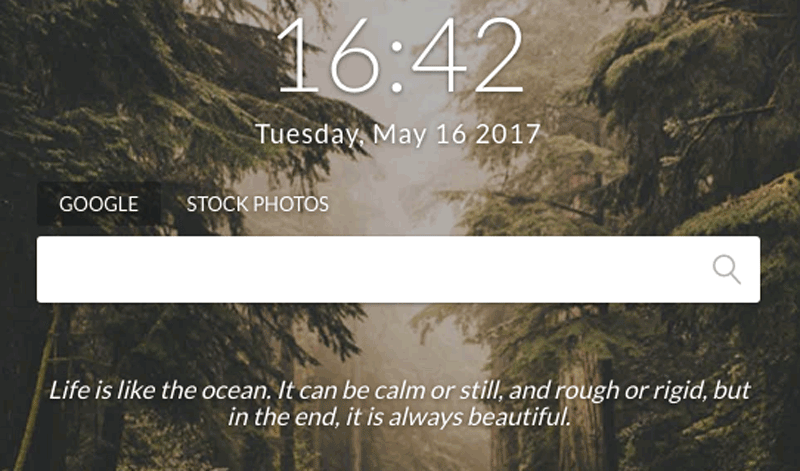 16:42
Tuesday, May 16 2017
GOOGLE STOCK PHOTOS
Life is like the ocean. It can be calm or still, and rough or rigid, but
in the end, it is always beautiful.